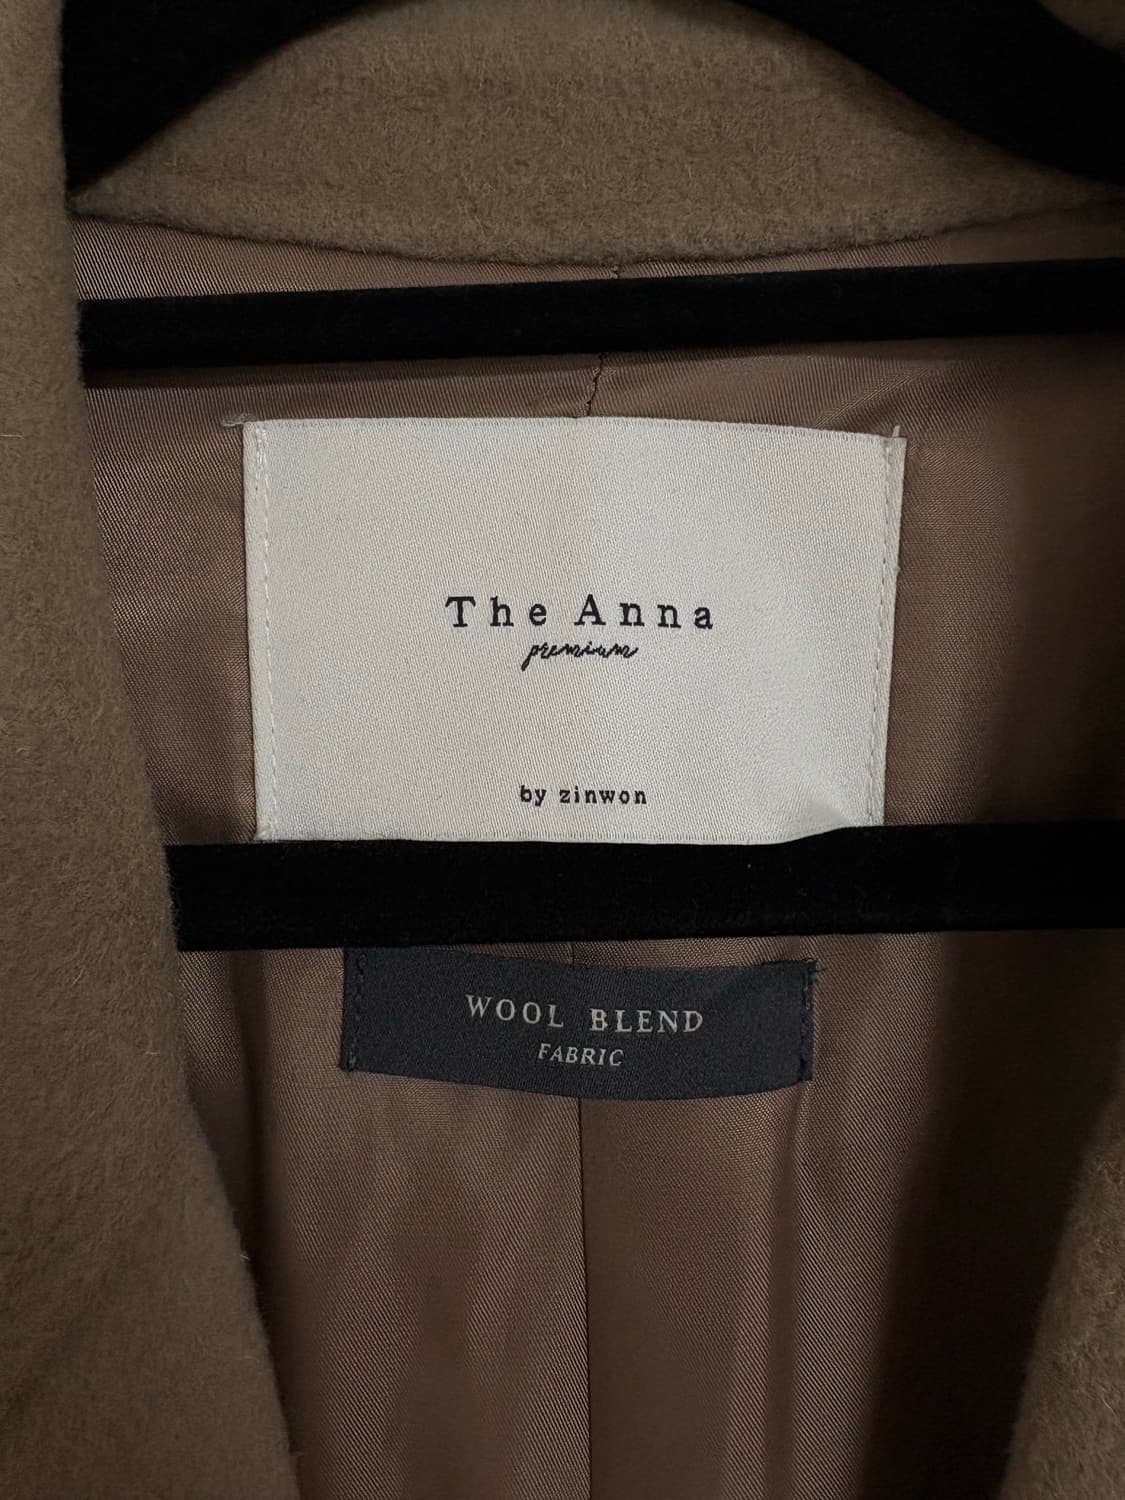 The Anna
premium
by zinwon
WOOL BLEND
FABRIC